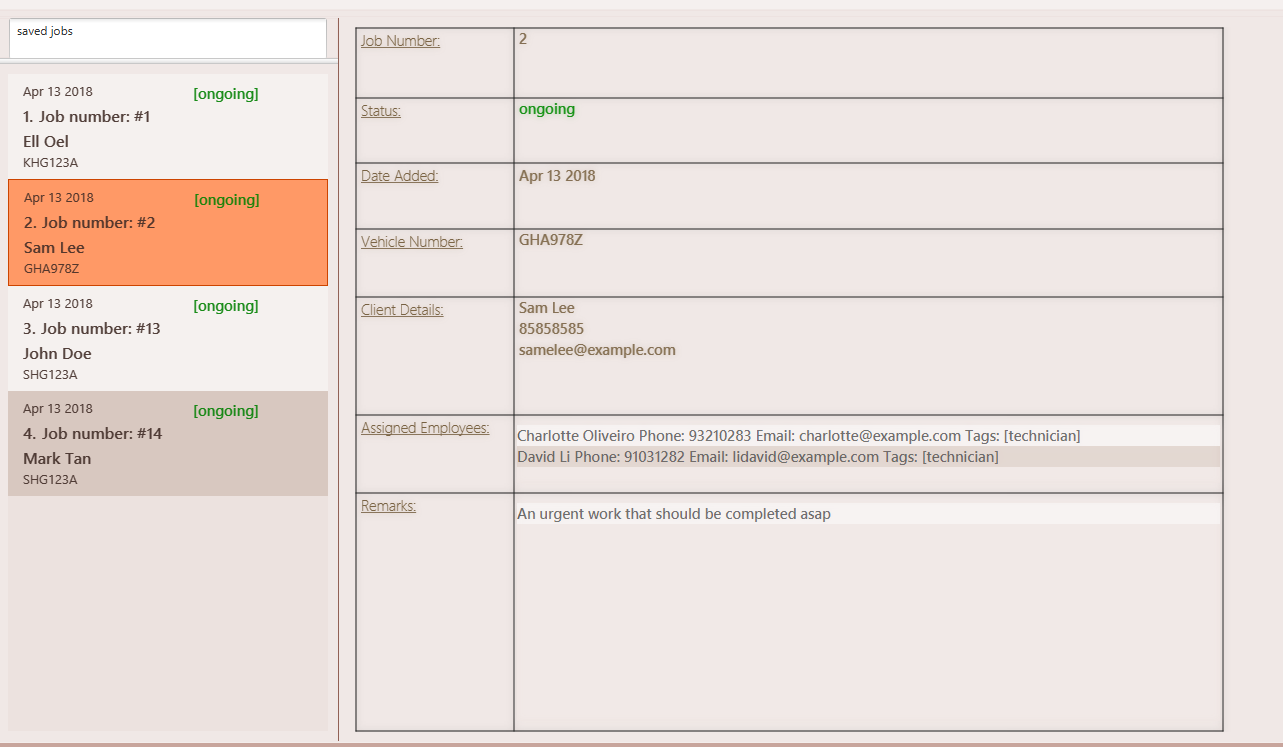 saved jobs
Apr 13 2018 [ongoing]
1. Job number: #1
Ell Oel
KHG123A
Apr 13 2018 [ongoing]
2. Job number: #2
Sam Lee
GHA978Z
Apr 13 2018 [ongoing]
3. Job number: #13
John Doe
SHG123A
Apr 13 2018 [ongoing]
4. Job number: #14
Mark Tan
SHG123A
Job Number: 2
Status: ongoing
Date Added: Apr 13 2018
Vehicle Number: GHA978Z
Client Details: Sam Lee
85858585
samelee@example.com
Assigned Employees: Charlotte Oliveiro Phone: 93210283 Email: charlotte@example.com Tags: [technician]
David Li Phone: 91031282 Email: lidavid@example.com Tags: [technician]
Remarks: An urgent work that should be completed asap